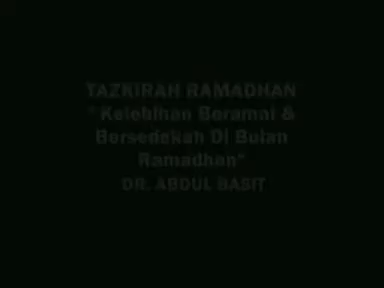 TAZKIRAH RAMADHAN
"Kelebihan Beramal &
Bersedekah Di Bulan
Ramadhan"
DR. ABDUL BASIT